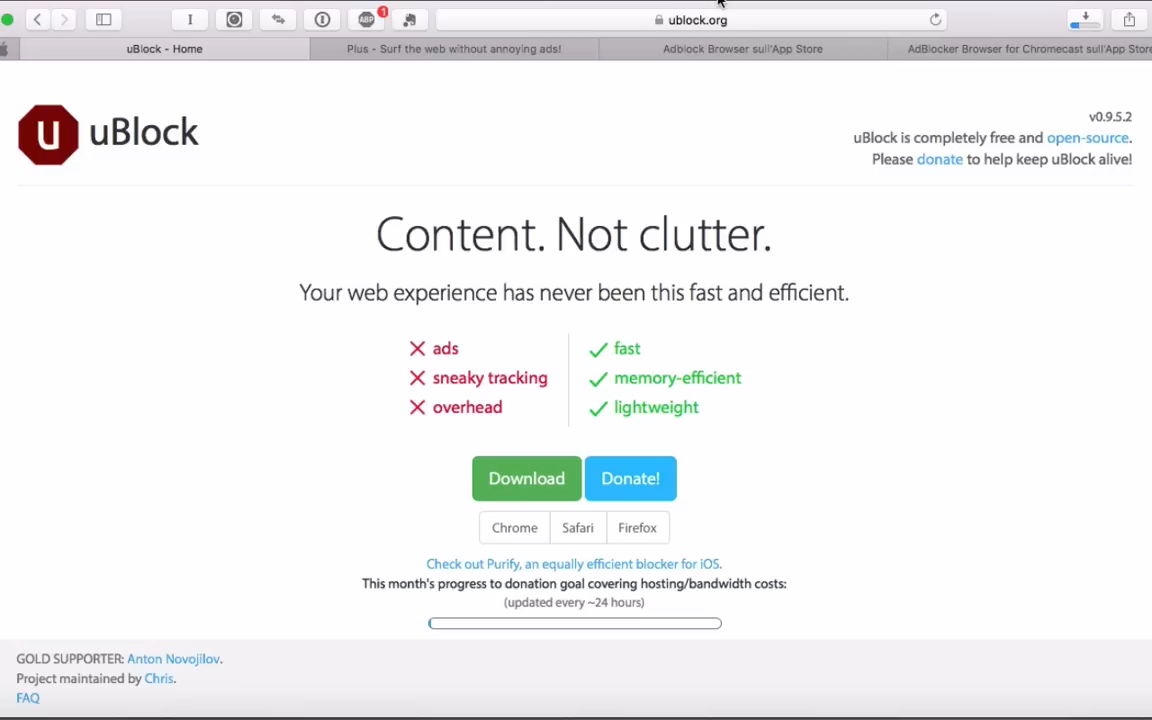 I
ABP
1
ublock.org
uBlock - Home
Plus - Surf the web without annoying ads!
Adblock Browser sull'App Store
AdBlocker Browser for Chromecast sull'App Store
u
uBlock
v0.9.5.2
uBlock is completely free and open-source.
Please donate to help keep uBlock alive!
Content. Not clutter.
Your web experience has never been this fast and efficient.
ads
fast
sneaky tracking
memory-efficient
overhead
lightweight
Download
Donate!
Chrome
Safari
Firefox
Check out Purify, an equally efficient blocker for iOS.
This month's progress to donation goal covering hosting/bandwidth costs:
(updated every ~24 hours)
GOLD SUPPORTER: Anton Novojilov.
Project maintained by Chris.
FAQ